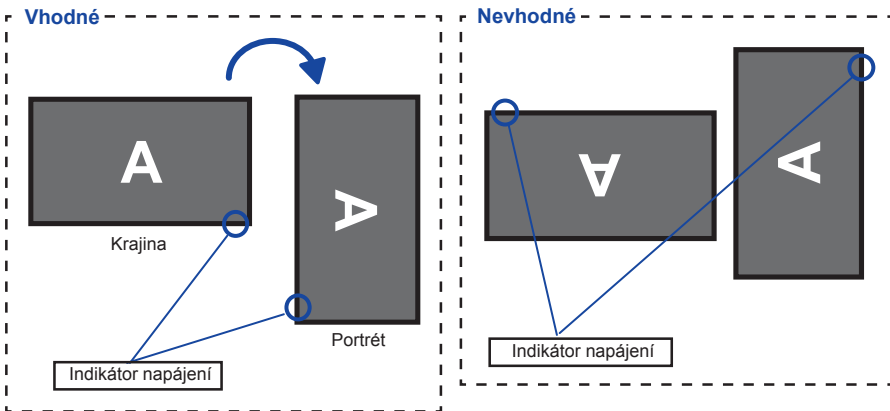 Vhodné
A
A
Krajina
Portrét
Indikátor napájení
Nevhodné
A
A
Indikátor napájení